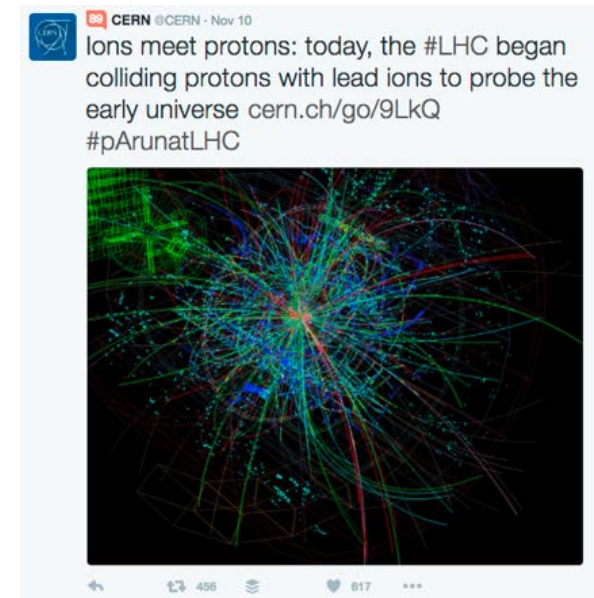 89 CERN @CERN · Nov 10
Ions meet protons: today, the #LHC began
colliding protons with lead ions to probe the
early universe cern.ch/go/9LkQ
#pArunatLHC
456 617